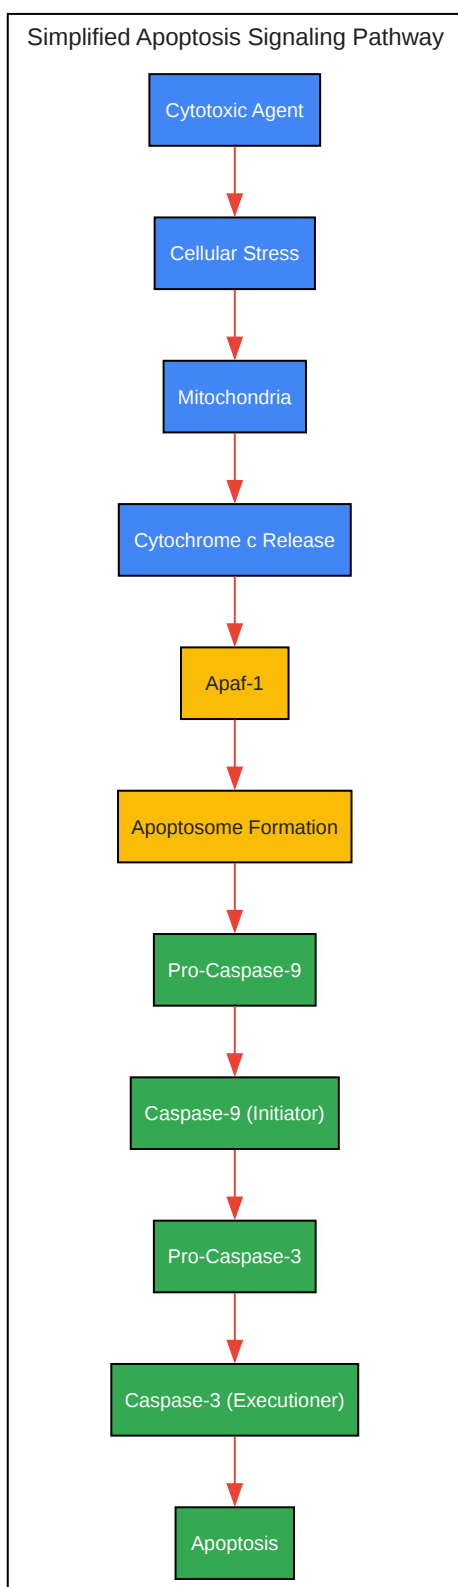 Simplified Apoptosis Signaling Pathway
Cytotoxic Agent
Cellular Stress
Mitochondria
Cytochrome c Release
Apaf-1
Apoptosome Formation
Pro-Caspase-9
Caspase-9 (Initiator)
Pro-Caspase-3
Caspase-3 (Executioner)
Apoptosis